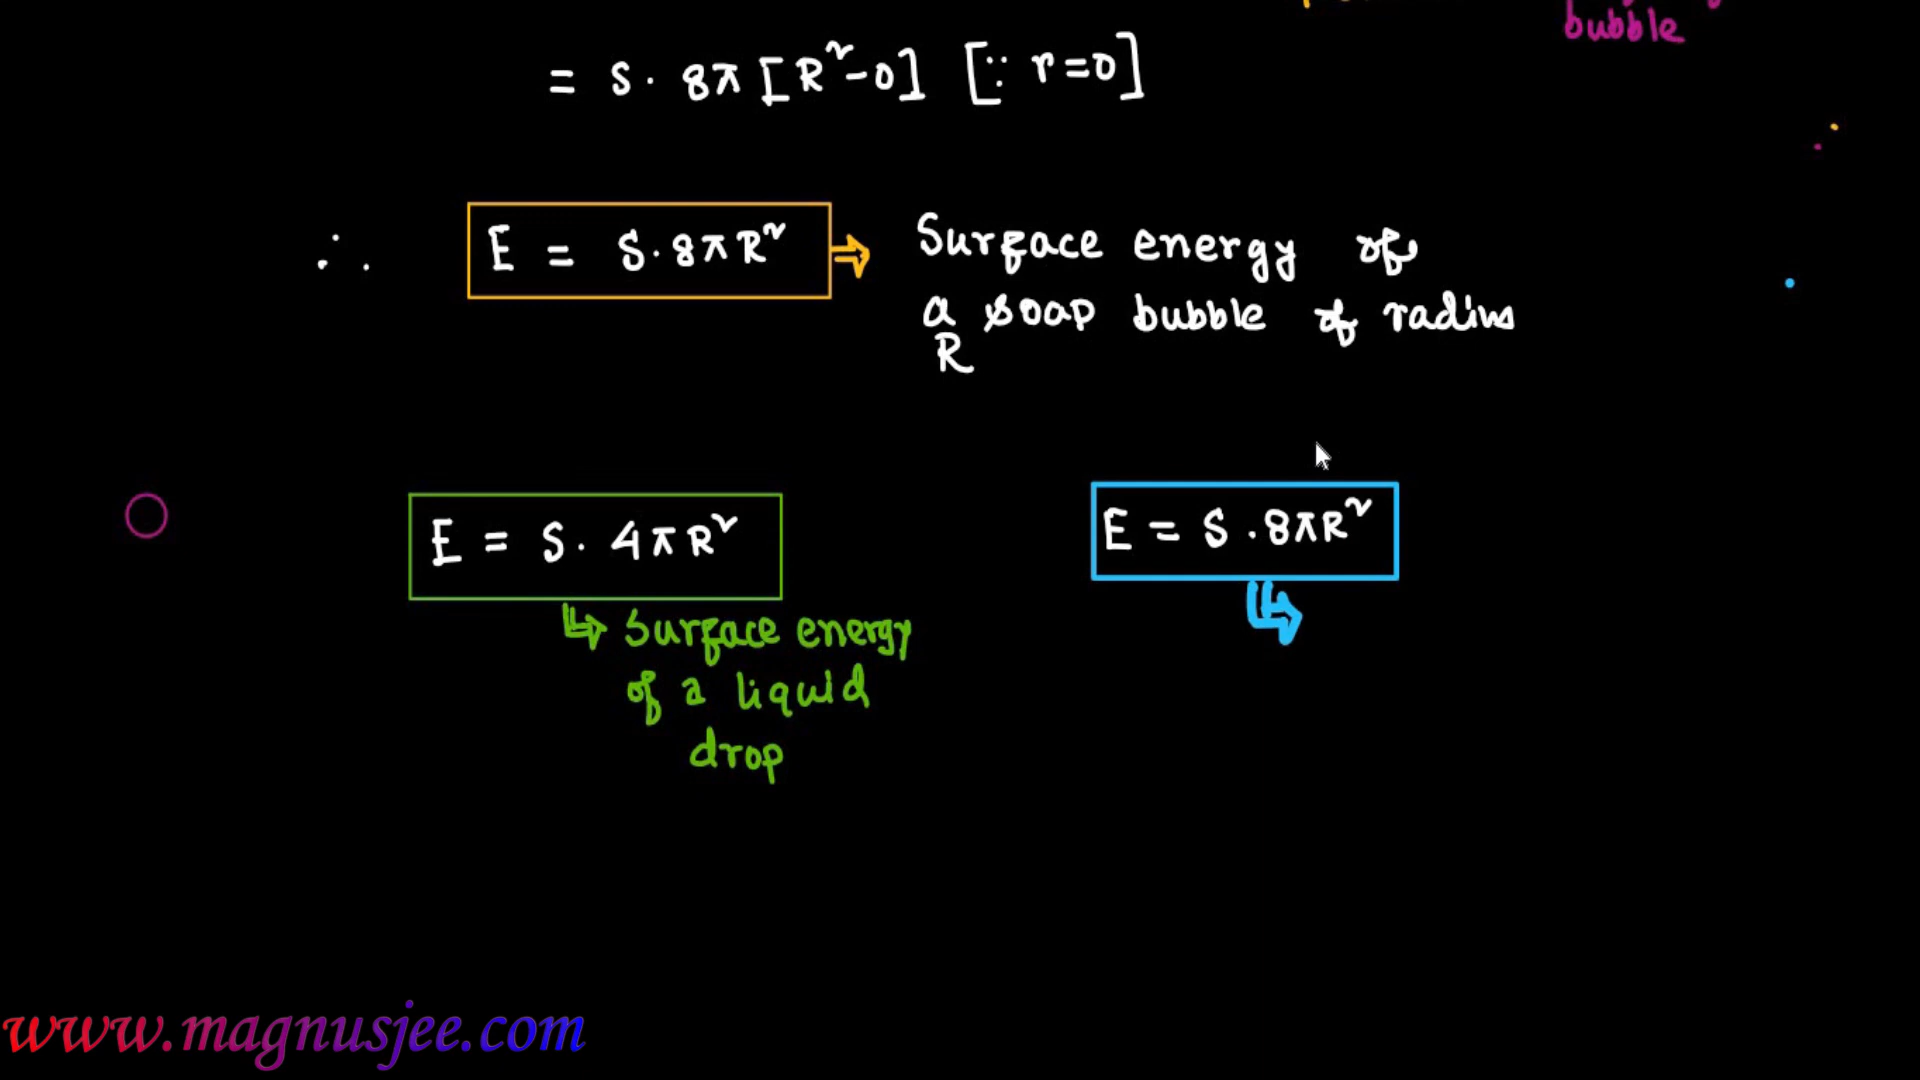 bubble
= S. 8π [R²-0] [∵ r=0]
∴ E = S.8πR² ⇒ Surface energy of
a soap bubble of radius
R
E = S. 4πR²
E = S.8πR²
↳ Surface energy
of a liquid
drop
www.magnusjee.com